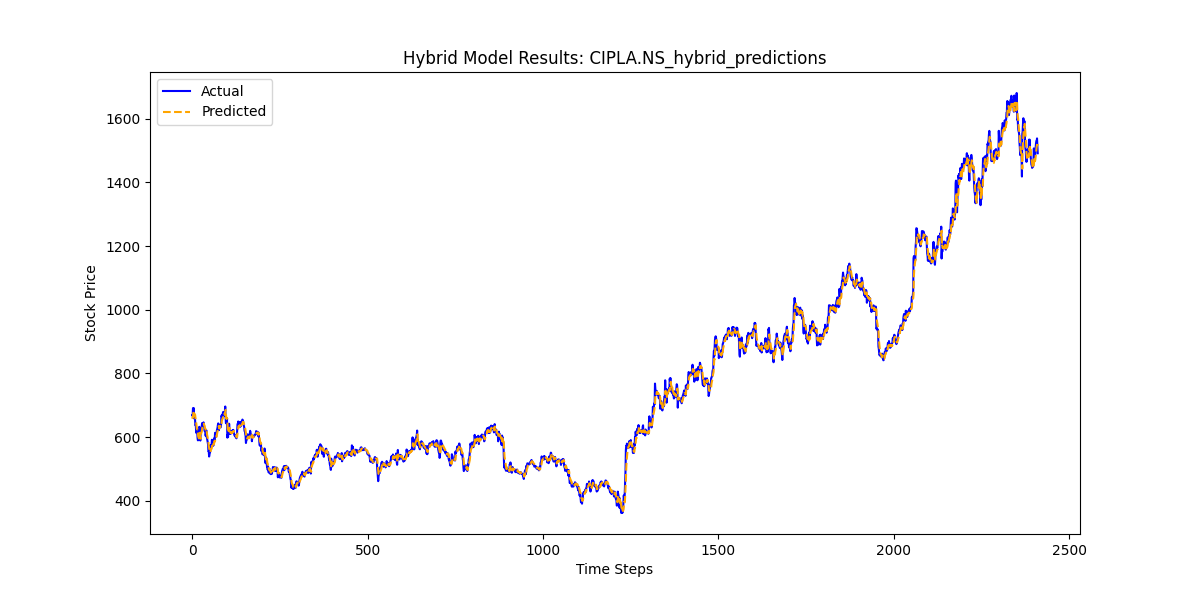 Hybrid Model Results: CIPLA.NS_hybrid_predictions
Actual
Predicted
Stock Price
1600
1400
1200
1000
800
600
400
0 500 1000 1500 2000 2500
Time Steps